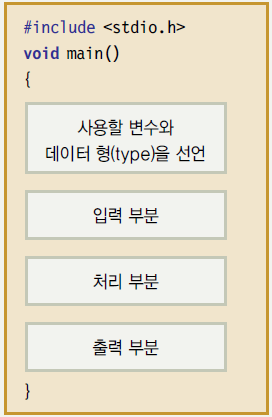 #include <stdio.h>
void main()
{
사용할 변수와
데이터 형(type)을 선언
입력 부분
처리 부분
출력 부분
}